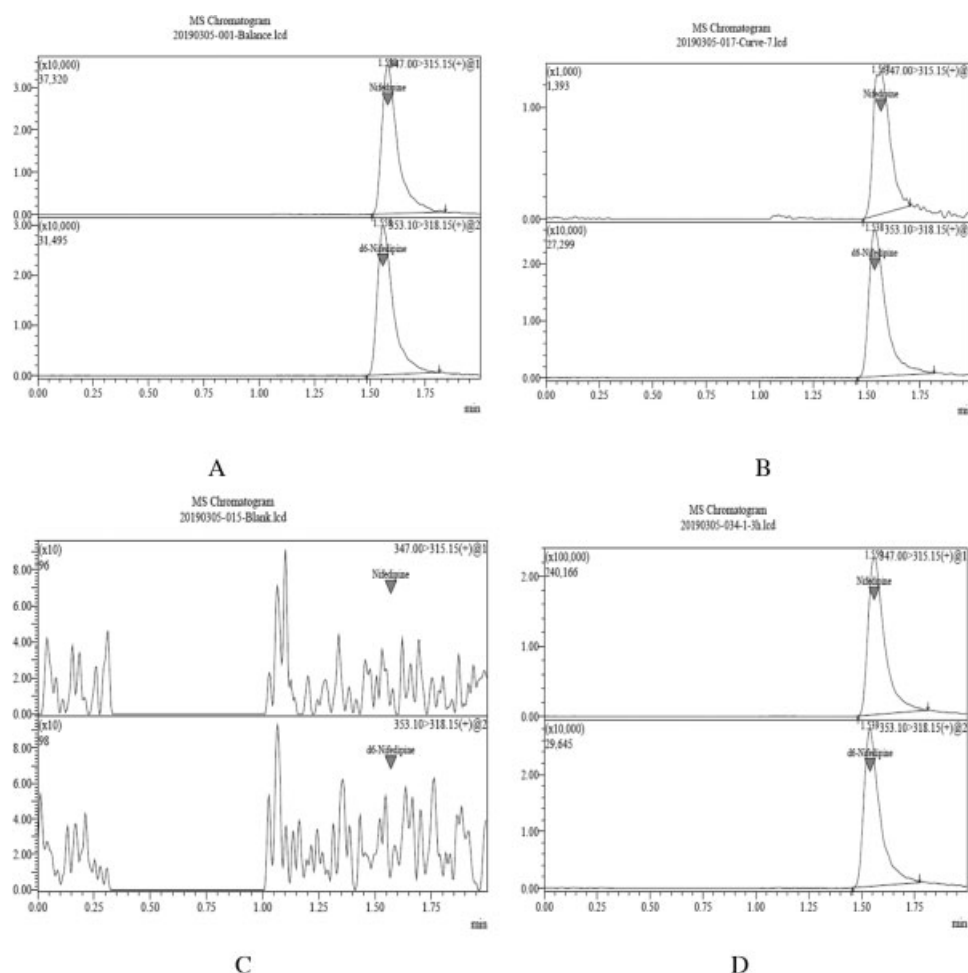 MS Chromatogram
20190305-001-Balance.lcd
(x10,000)
37,320
347.00>315.15(+)@1
Nifedipine
3.00
2.00
1.00
0.00
(x10,000)
31,495
353.10>318.15(+)@2
d6-Nifedipine
3.00
2.00
1.00
0.00
0.00 0.25 0.50 0.75 1.00 1.25 1.50 1.75
min
A
MS Chromatogram
20190305-017-Curve-7.lcd
(x1,000)
1,393
347.00>315.15(+)@1
Nifedipine
1.00
0.00
(x10,000)
27,299
1.538
353.10>318.15(+)@2
d6-Nifedipine
2.00
1.00
0.00
0.00 0.25 0.50 0.75 1.00 1.25 1.50 1.75
min
B
MS Chromatogram
20190305-015-Blank.lcd
(x10)
96
347.00>315.15(+)@1
Nifedipine
8.00
6.00
4.00
2.00
0.00
(x10)
98
353.10>318.15(+)@2
d6-Nifedipine
8.00
6.00
4.00
2.00
0.00
0.00 0.25 0.50 0.75 1.00 1.25 1.50 1.75
min
C
MS Chromatogram
20190305-034-1-3h.lcd
(x100,000)
240,166
347.00>315.15(+)@1
Nifedipine
2.00
1.00
0.00
(x10,000)
29,645
353.10>318.15(+)@2
d6-Nifedipine
2.00
1.00
0.00
0.00 0.25 0.50 0.75 1.00 1.25 1.50 1.75
min
D